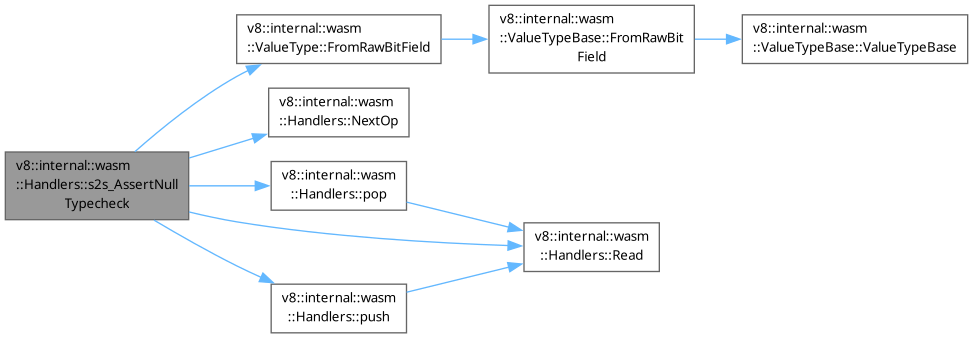 v8::internal::wasm
::ValueType::FromRawBitField
v8::internal::wasm
::ValueTypeBase::FromRawBit
Field
v8::internal::wasm
::ValueTypeBase::ValueTypeBase
v8::internal::wasm
::Handlers::NextOp
v8::internal::wasm
::Handlers::s2s_AssertNull
Typecheck
v8::internal::wasm
::Handlers::pop
v8::internal::wasm
::Handlers::Read
v8::internal::wasm
::Handlers::push